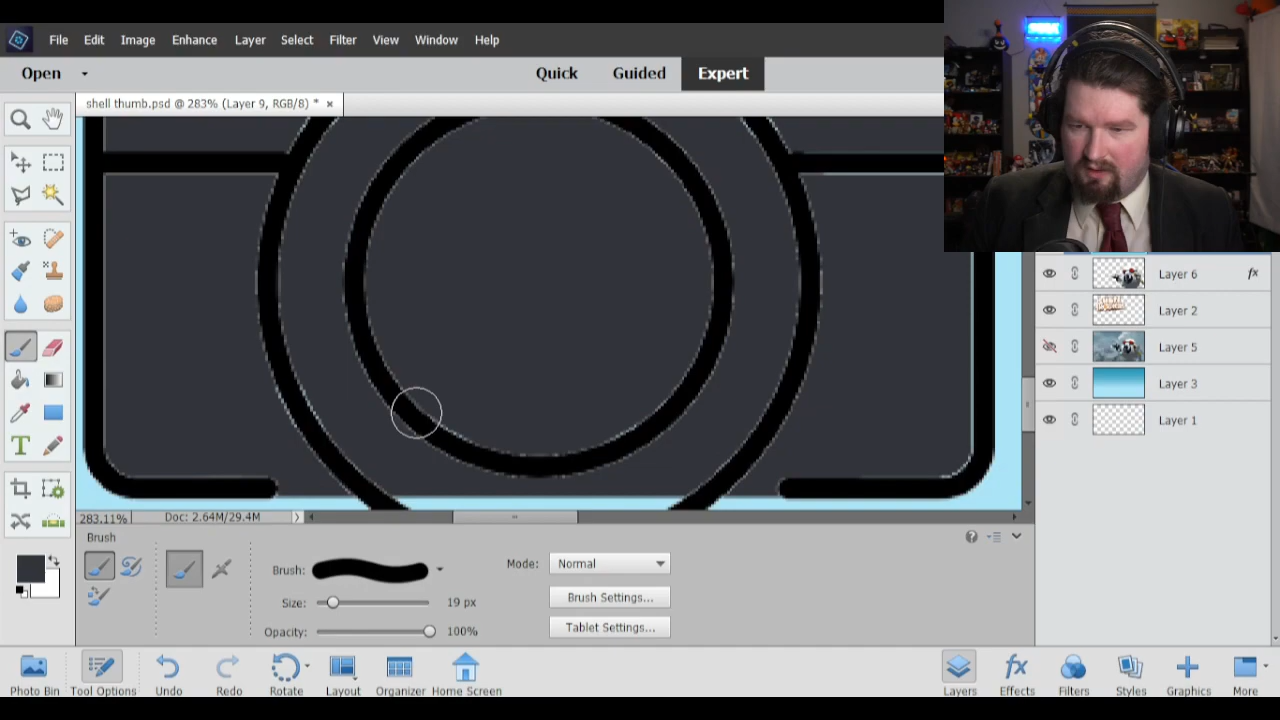 File Edit Image Enhance Layer Select Filter View Window Help
Open Quick Guided Expert
shell thumb.psd @ 283% (Layer 9, RGB/8) * ×
Layer 6 fx
Layer 2
Layer 5
Layer 3
Layer 1
283.11% Doc: 2.64M/29.4M
Brush
Brush: Mode: Normal
Size: 19 px Brush Settings...
Opacity: 100% Tablet Settings...
Photo Bin Tool Options Undo Redo Rotate Layout Organizer Home Screen Layers Effects Filters Styles Graphics More